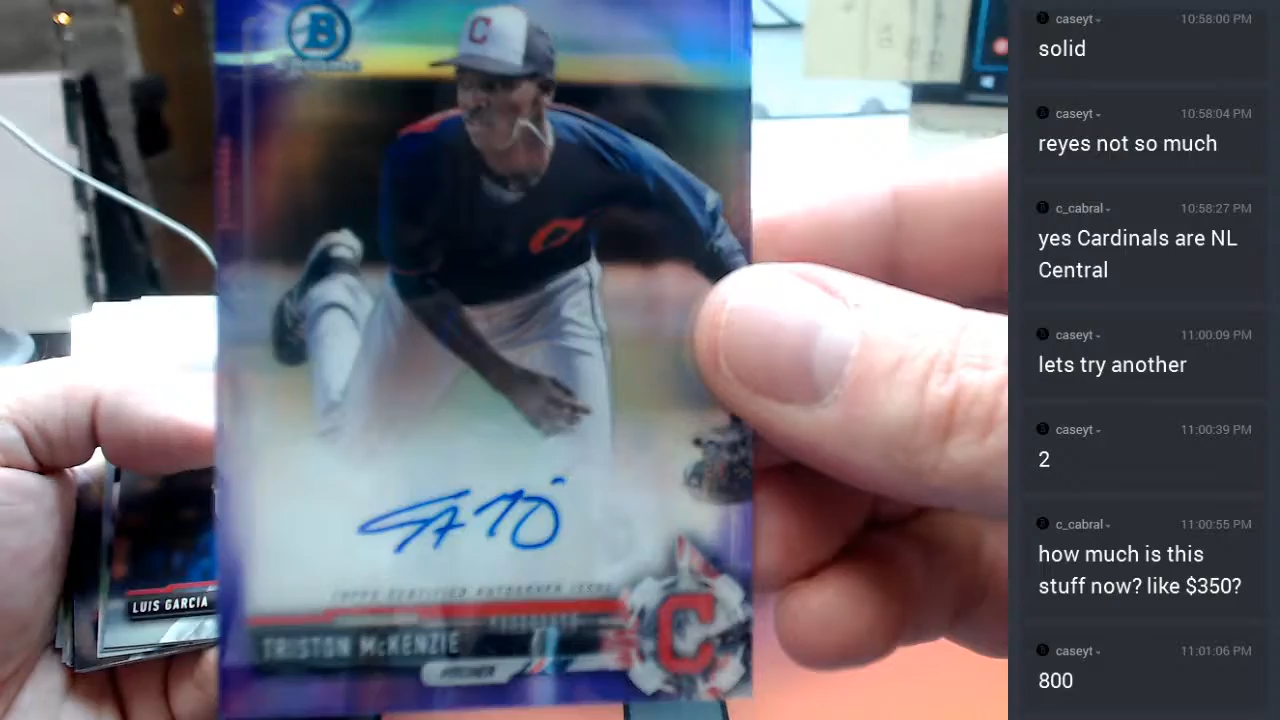 B
C
TOPPS CERTIFIED AUTOGRAPH ISSUE
TRISTON McKENZIE
PITCHER
C
LUIS GARCIA
caseyt
10:58:00 PM
solid
caseyt
10:58:04 PM
reyes not so much
c_cabral
10:58:27 PM
yes Cardinals are NL
Central
caseyt
11:00:09 PM
lets try another
caseyt
11:00:39 PM
2
c_cabral
11:00:55 PM
how much is this
stuff now? like $350?
caseyt
11:01:06 PM
800